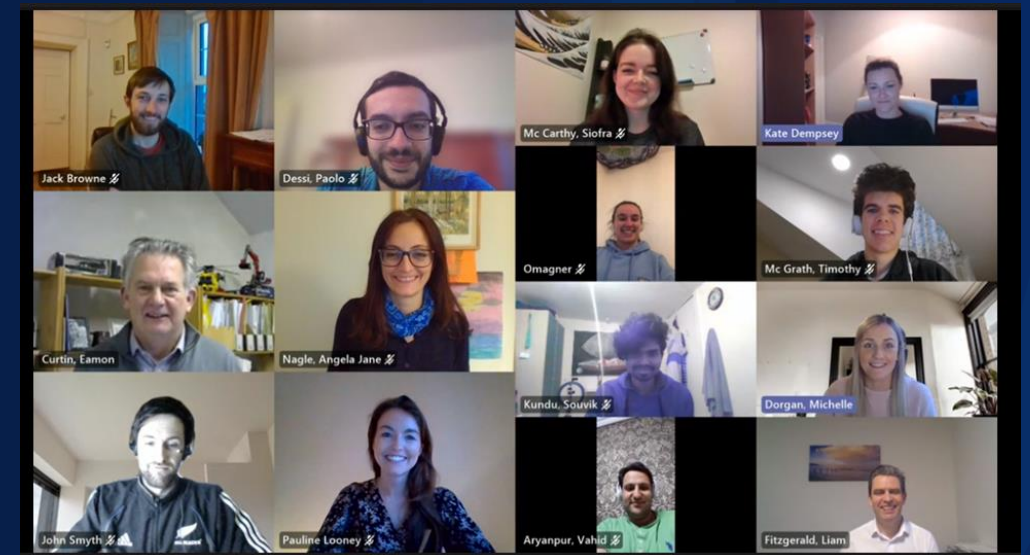 Jack Browne
Dessi, Paolo
Mc Carthy, Siofra
Kate Dempsey
Omagner
Mc Grath, Timothy
Curtin, Eamon
Nagle, Angela Jane
Kundu, Souvik
Dorgan, Michelle
John Smyth
Pauline Looney
Aryanpur, Vahid
Fitzgerald, Liam